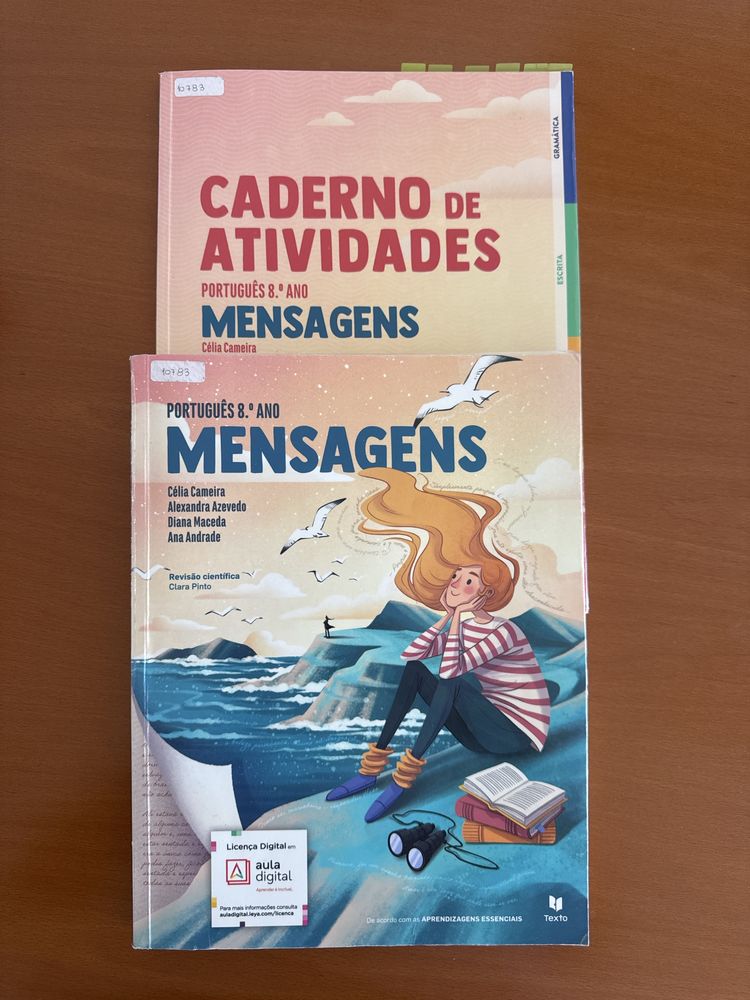 10783
GRAMÁTICA
CADERNO DE
ATIVIDADES
ESCRITA
PORTUGUÊS 8.º ANO
MENSAGENS
Célia Cameira
10783
PORTUGUÊS 8.º ANO
MENSAGENS
Célia Cameira
Alexandra Azevedo
Diana Maceda
Ana Andrade
Revisão científica
Clara Pinto
Licença Digital em
aula
digital
Aprender é incrível.
Para mais informações consulta
auladigital.leya.com/licenca
De acordo com as APRENDIZAGENS ESSENCIAIS
Texto